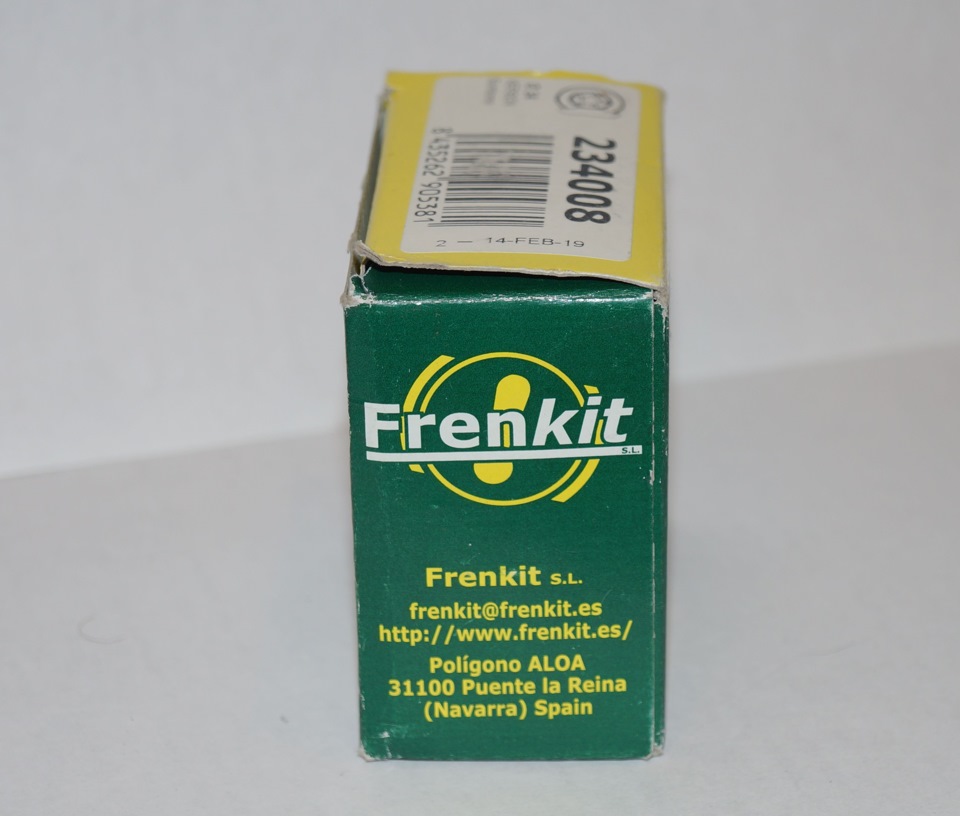 234008
8 435262 905381
2 — 14-FEB-19
Frenkit
S.L.
Frenkit S.L.
frenkit@frenkit.es
http://www.frenkit.es/
Polígono ALOA
31100 Puente la Reina
(Navarra) Spain